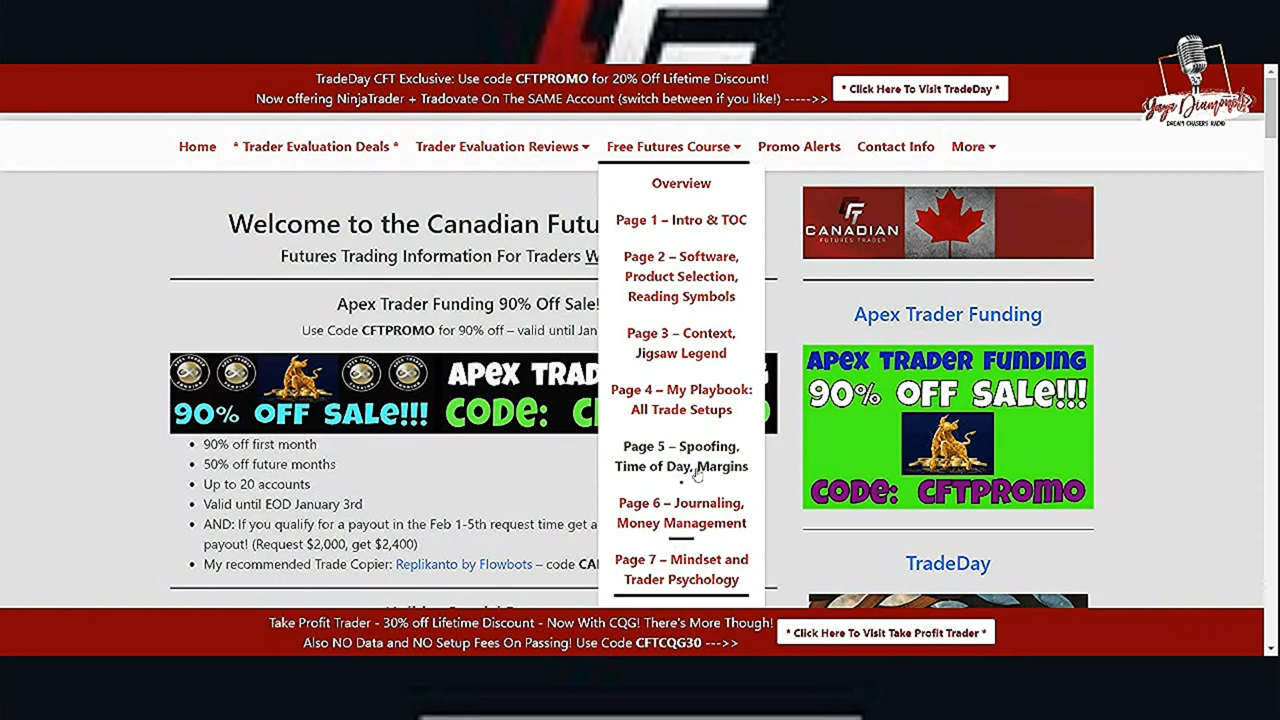 TradeDay CFT Exclusive: Use code CFTPROMO for 20% Off Lifetime Discount!
Now offering NinjaTrader + Tradovate On The SAME Account (switch between if you like!) ----->>
* Click Here To Visit TradeDay *
Yaya Diamond
DREAM CHASERS RADIO
Home
* Trader Evaluation Deals *
Trader Evaluation Reviews
Free Futures Course
Promo Alerts
Contact Info
More
Overview
Page 1 – Intro & TOC
Page 2 – Software,
Product Selection,
Reading Symbols
Page 3 – Context,
Jigsaw Legend
Page 4 – My Playbook:
All Trade Setups
Page 5 – Spoofing,
Time of Day, Margins
Page 6 – Journaling,
Money Management
Page 7 – Mindset and
Trader Psychology
Welcome to the Canadian Futu
Futures Trading Information For Traders W
Apex Trader Funding 90% Off Sale!
Use Code CFTPROMO for 90% off – valid until Jan
APEX TRAD
90% OFF SALE!!! CODE: C
90% off first month
50% off future months
Up to 20 accounts
Valid until EOD January 3rd
AND: If you qualify for a payout in the Feb 1-5th request time get a
payout! (Request $2,000, get $2,400)
My recommended Trade Copier: Replikanto by Flowbots – code CA
CANADIAN
FUTURES TRADER
Apex Trader Funding
APEX TRADER FUNDING
90% OFF SALE!!!
CODE: CFTPROMO
TradeDay
Take Profit Trader - 30% off Lifetime Discount - Now With CQG! There's More Though!
Also NO Data and NO Setup Fees On Passing! Use Code CFTCQG30 --->>
* Click Here To Visit Take Profit Trader *